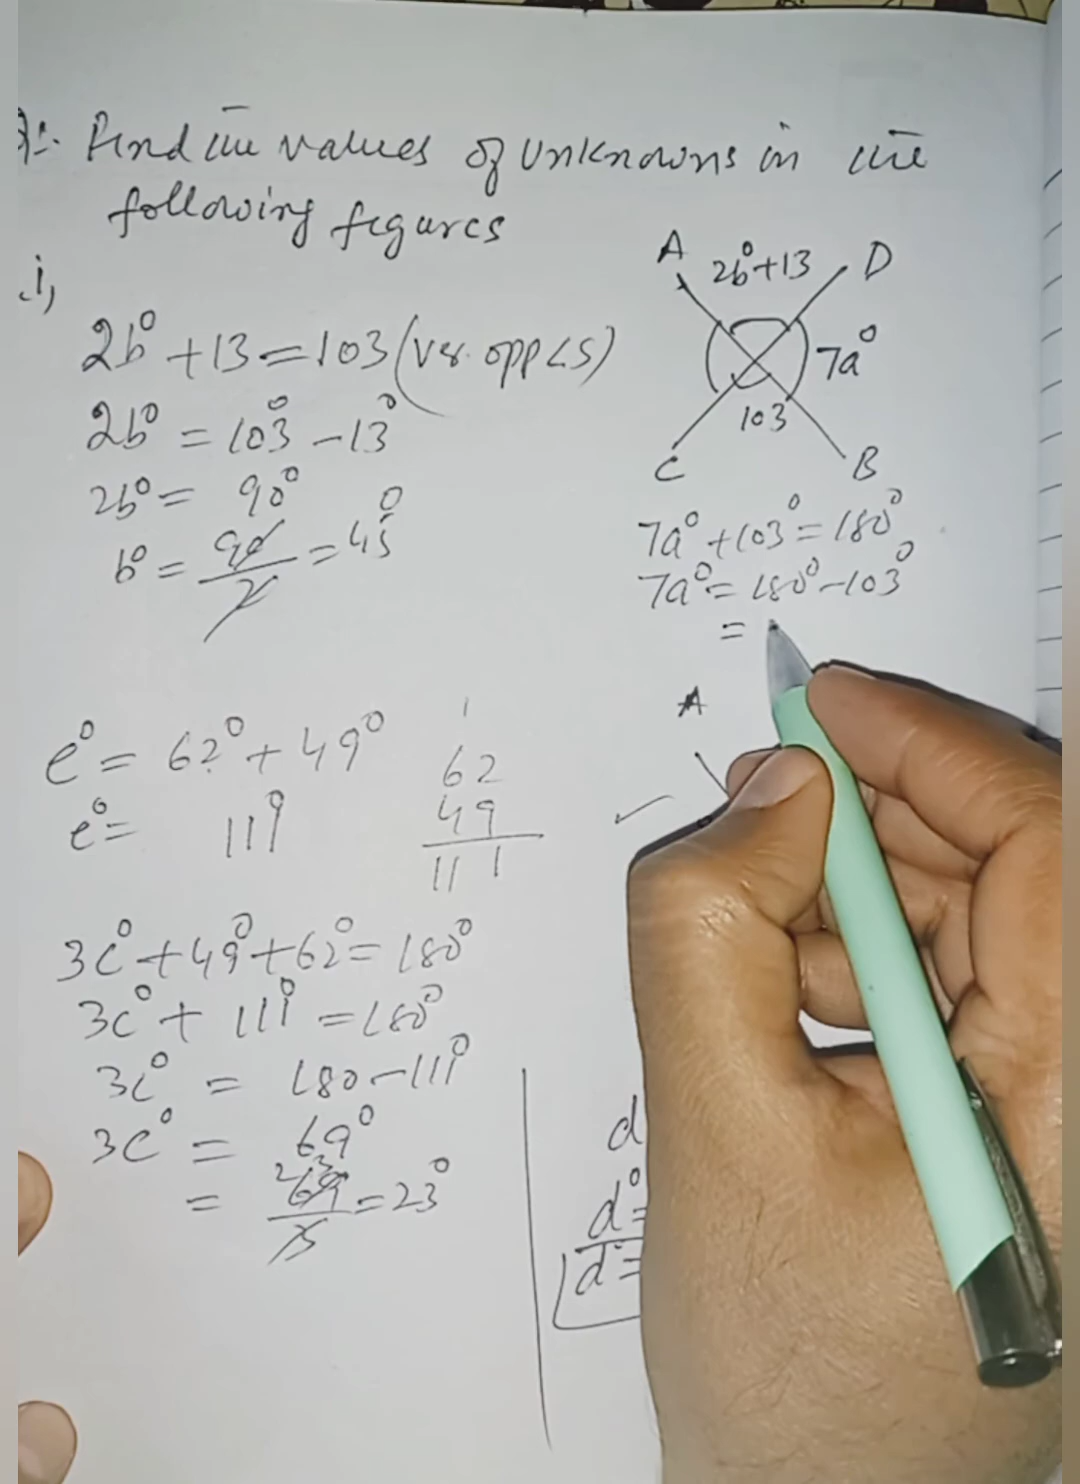 Find the values of unknowns in the
following figures
i,
2b° + 13 = 103 (ver. opp <s)
2b° = 103° - 13°
2b° = 90°
b° = 90/2 = 45°
A 2b°+13 D
7a°
103
C B
7a° + 103° = 180°
7a° = 180° - 103°
=
A
e° = 62° + 49°
e° = 111°
1
62
49
111
3c° + 49° + 62° = 180°
3c° + 111° = 180°
3c° = 180 - 111°
3c° = 69°
= 69/3 = 23°
d
d° =
d =